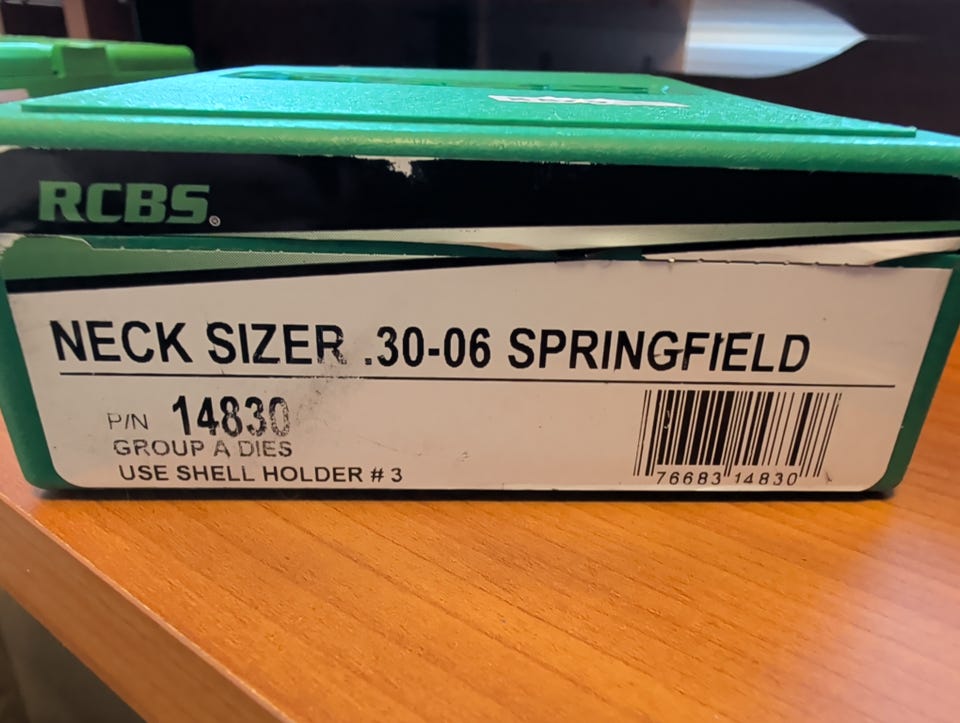 RCBS®
NECK SIZER .30-06 SPRINGFIELD
P/N 14830
GROUP A DIES
USE SHELL HOLDER # 3
76683 14830